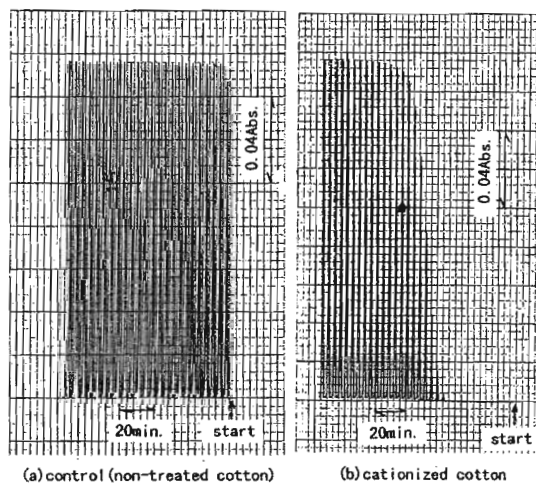 0.04Abs.
20min.
start
(a)control(non-treated cotton)
0.04Abs.
20min.
start
(b)cationized cotton